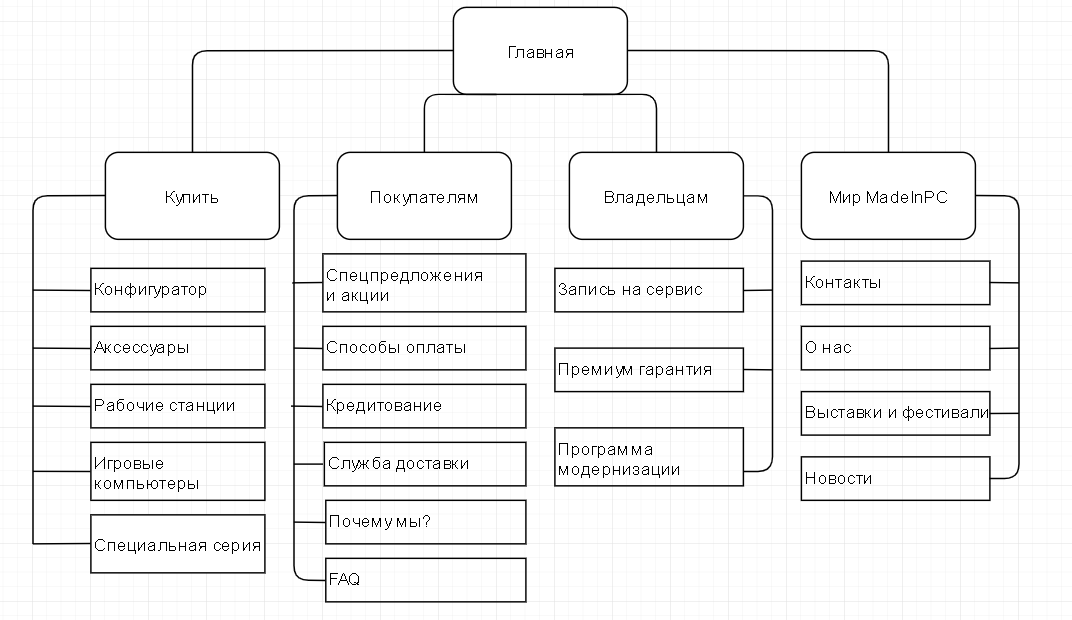 Главная
Купить
Покупателям
Владельцам
Мир MadeInPC
Конфигуратор
Аксессуары
Рабочие станции
Игровые
компьютеры
Специальная серия
Спецпредложения
и акции
Способы оплаты
Кредитование
Служба доставки
Почему мы?
FAQ
Запись на сервис
Премиум гарантия
Программа
модернизации
Контакты
О нас
Выставки и фестивали
Новости